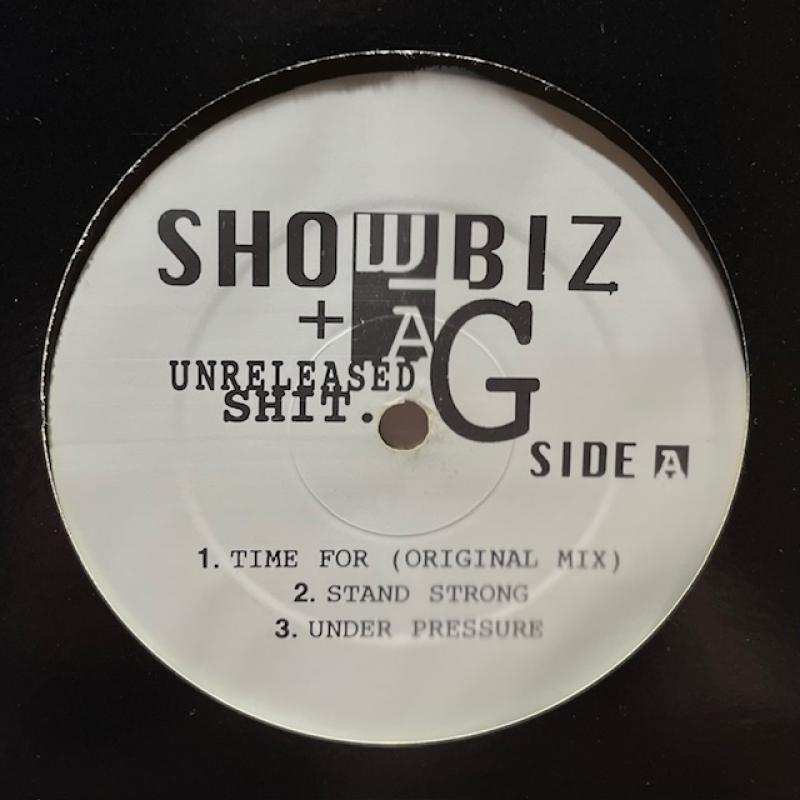 SHOWBIZ
+ AG
UNRELEASED
SHIT.
SIDE A
1. TIME FOR (ORIGINAL MIX)
2. STAND STRONG
3. UNDER PRESSURE